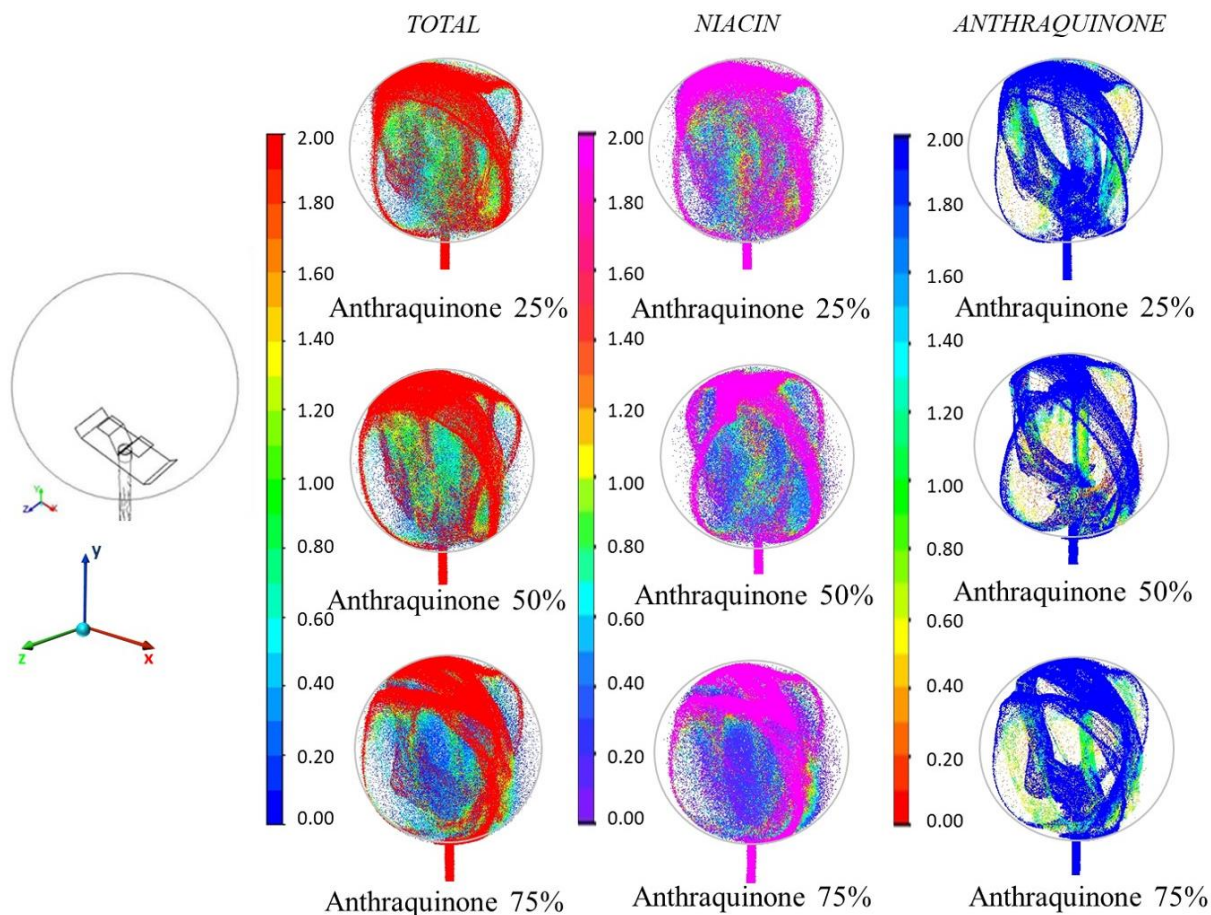 TOTAL NIACIN ANTHRAQUINONE
2.00 2.00 2.00
1.80 1.80 1.80
1.60 1.60 1.60
Anthraquinone 25% Anthraquinone 25% Anthraquinone 25%
1.40 1.40 1.40
1.20 1.20 1.20
1.00 1.00 1.00
0.80 0.80 0.80
0.60 0.60 0.60
Anthraquinone 50% Anthraquinone 50% Anthraquinone 50%
0.40 0.40 0.40
0.20 0.20 0.20
0.00 0.00 0.00
Anthraquinone 75% Anthraquinone 75% Anthraquinone 75%
Y
Z X
y
z x